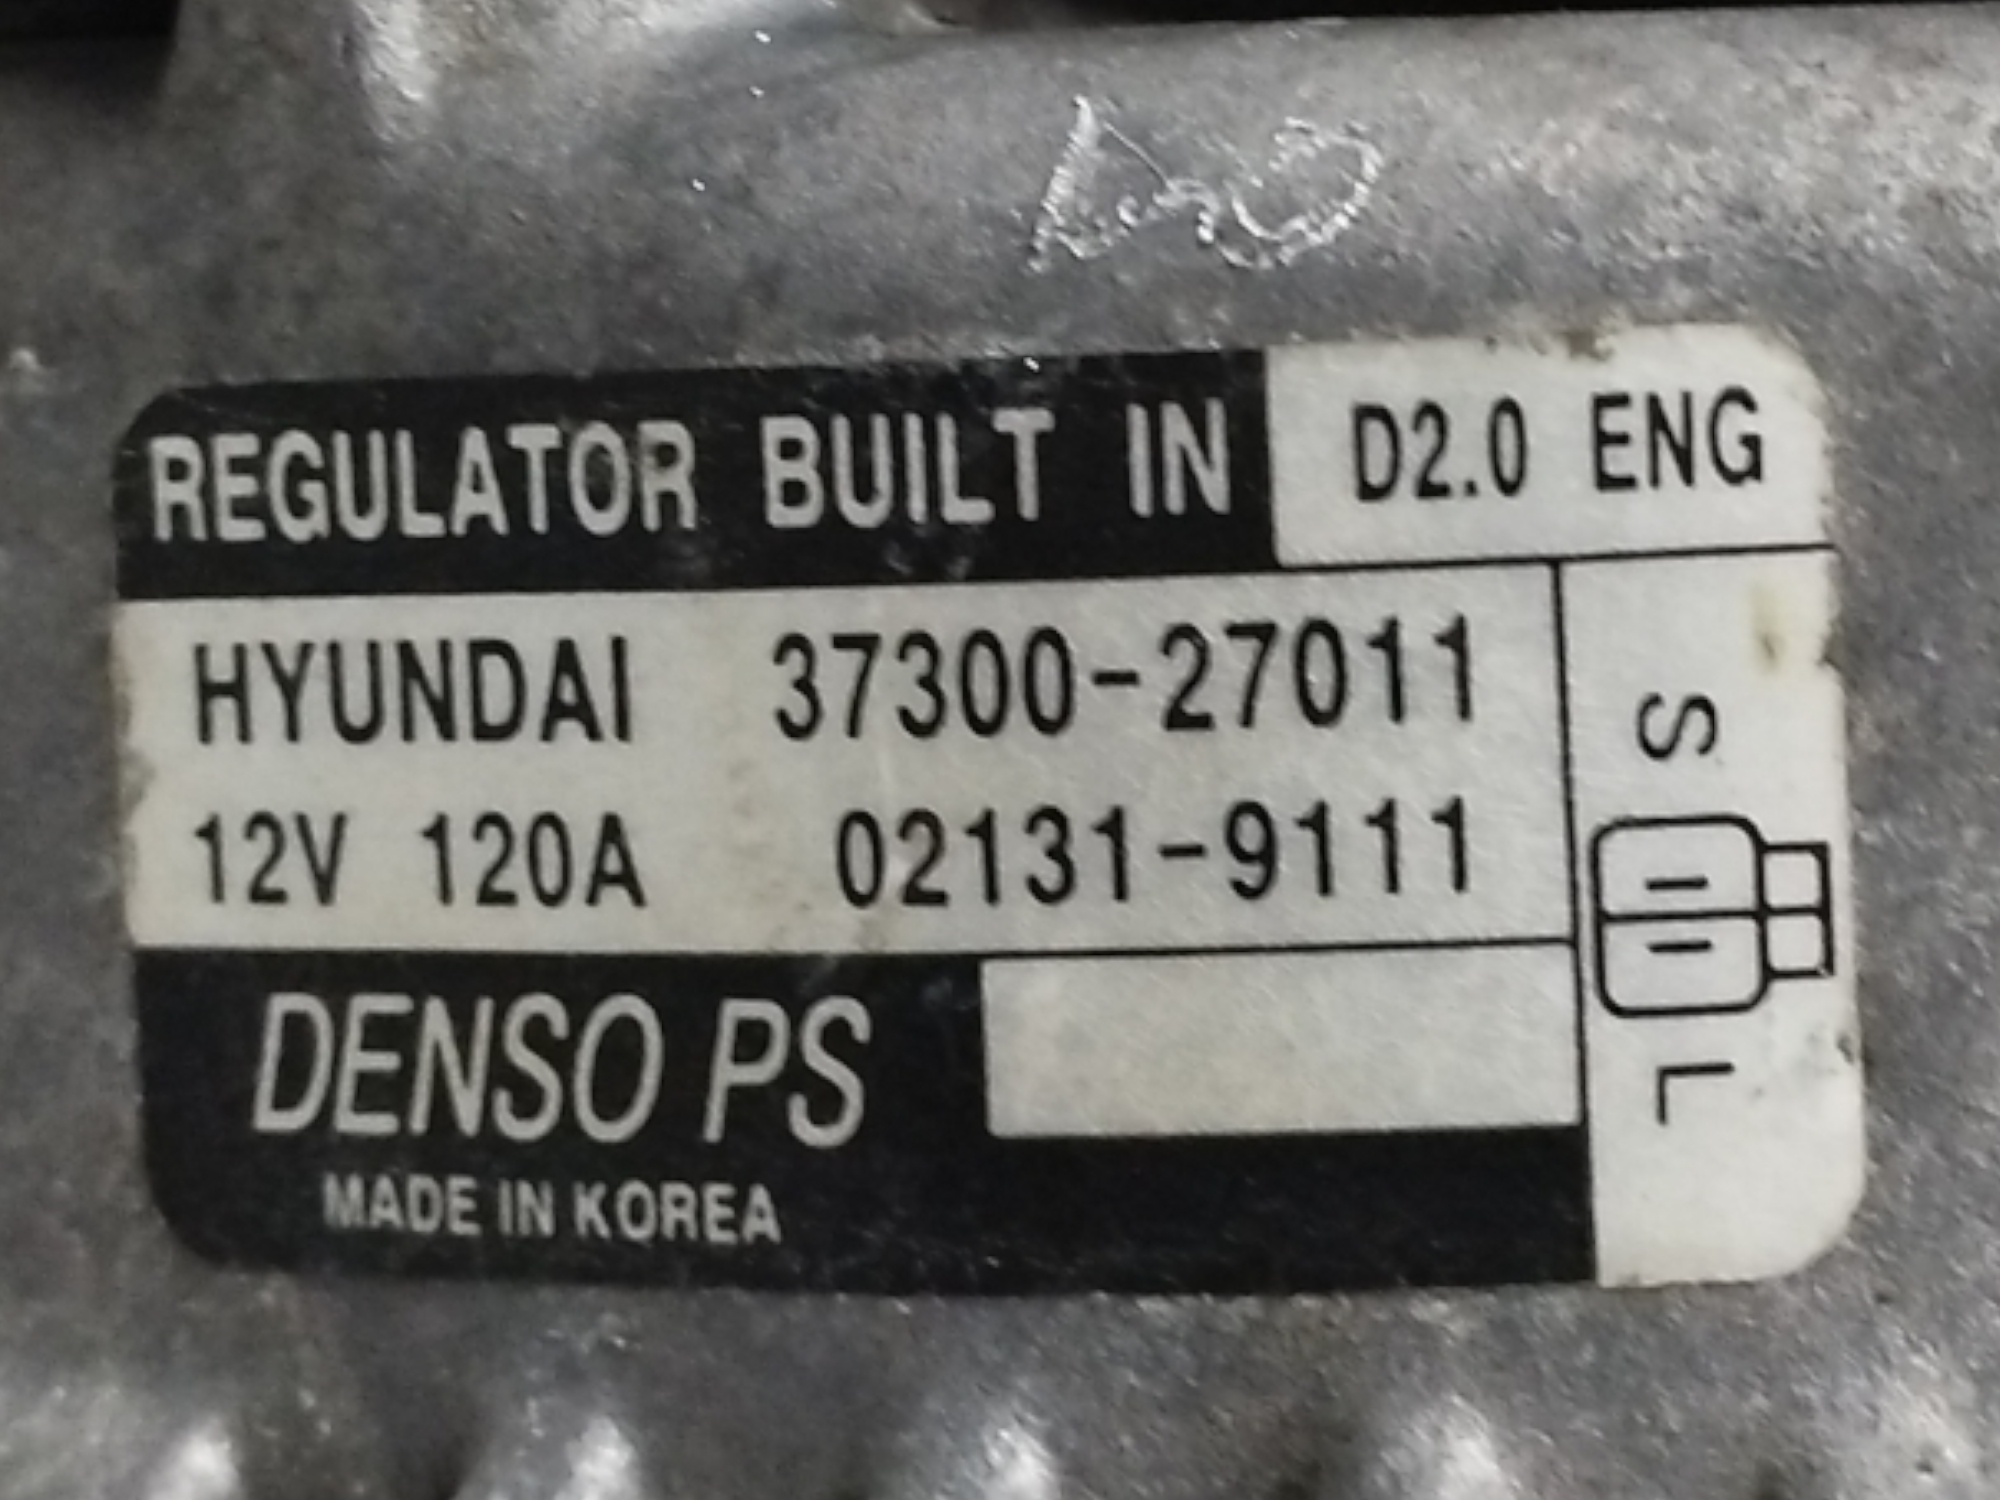 REGULATOR BUILT IN D2.0 ENG
HYUNDAI 37300-27011
12V 120A 02131-9111
S
L
DENSO PS
MADE IN KOREA